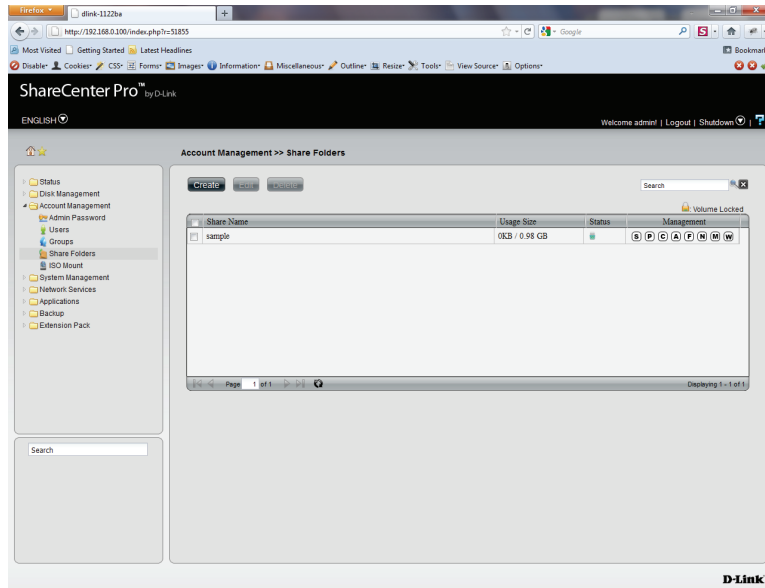 Firefox
dlink-1122ba
http://192.168.0.100/index.php?r=51855
Google
Most Visited Getting Started Latest Headlines
Bookmar
Disable Cookies CSS Forms Images Information Miscellaneous Outline Resize Tools View Source Options
ShareCenter Pro™ by D-Link
ENGLISH
Welcome admin! | Logout | Shutdown | ?
Account Management >> Share Folders
Status
Disk Management
Account Management
Admin Password
Users
Groups
Share Folders
ISO Mount
System Management
Network Services
Applications
Backup
Extension Pack
Search
Create Edit Delete
Search
: Volume Locked
Share Name Usage Size Status Management
sample 0KB / 0.98 GB S P C A F N M W
Page 1 of 1
Displaying 1 - 1 of 1
D-Link